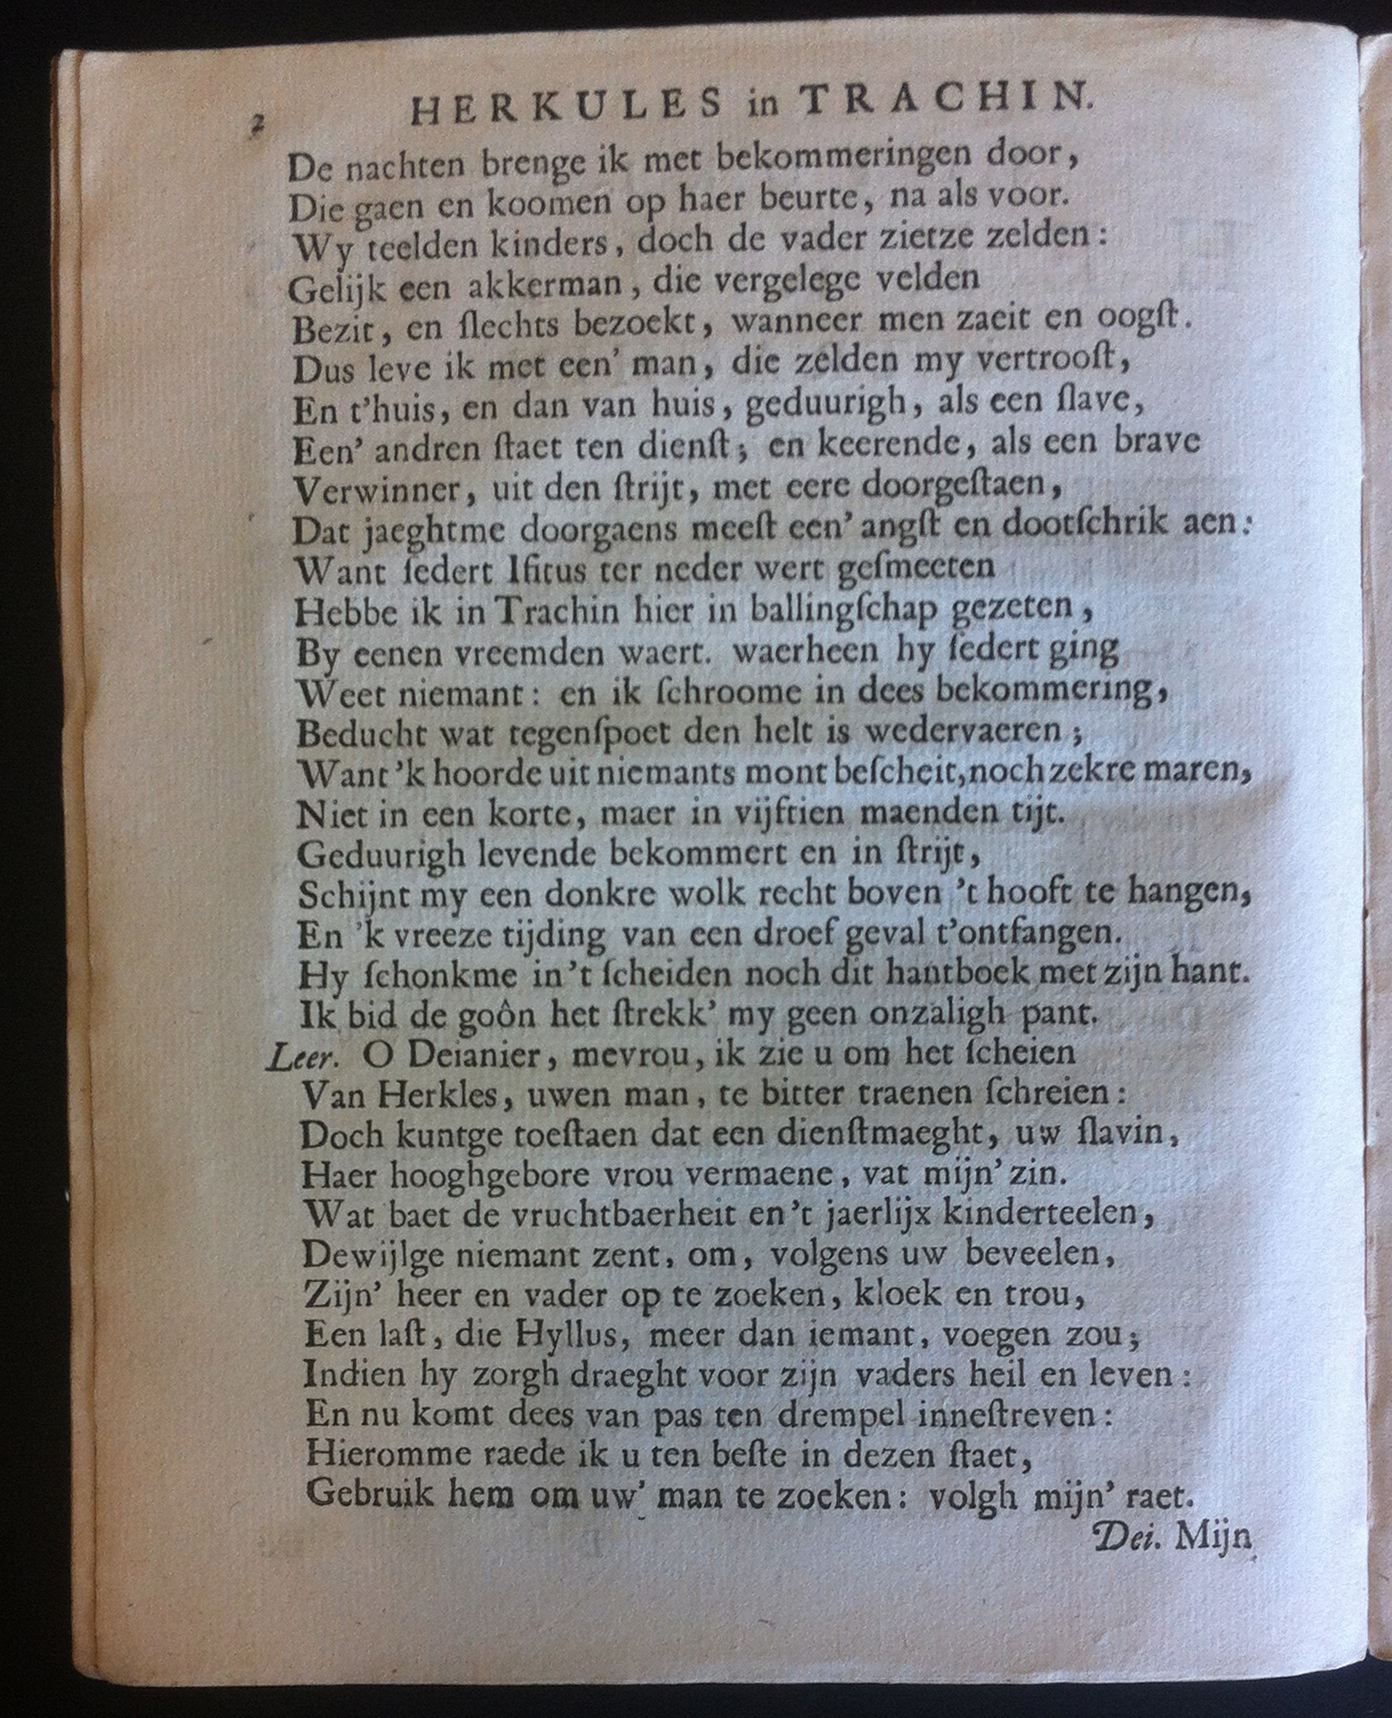 2 HERKULES in TRACHIN.
De nachten brenge ik met bekommeringen door,
Die gaen en koomen op haer beurte, na als voor.
Wy teelden kinders, doch de vader zietze zelden:
Gelijk een akkerman, die vergelege velden
Bezit, en ſlechts bezoekt, wanneer men zaeit en oogſt.
Dus leve ik met een' man, die zelden my vertrooſt,
En t'huis, en dan van huis, geduurigh, als een ſlave,
Een' andren ſtaet ten dienſt; en keerende, als een brave
Verwinner, uit den ſtrijt, met eere doorgeſtaen,
Dat jaeghtme doorgaens meeſt een' angſt en dootſchrik aen:
Want ſedert Ifitus ter neder wert geſmeeten
Hebbe ik in Trachin hier in ballingſchap gezeten,
By eenen vreemden waert. waerheen hy ſedert ging
Weet niemant: en ik ſchroome in dees bekommering,
Beducht wat tegenſpoet den helt is wedervaeren;
Want 'k hoorde uit niemants mont beſcheit, noch zekre maren,
Niet in een korte, maer in vijftien maenden tijt.
Geduurigh levende bekommert en in ſtrijt,
Schijnt my een donkre wolk recht boven 't hooft te hangen,
En 'k vreeze tijding van een droef geval t'ontfangen.
Hy ſchonkme in 't ſcheiden noch dit hantboek met zijn hant.
Ik bid de goôn het ſtrekk' my geen onzaligh pant.
Leer. O Deianier, mevrou, ik zie u om het ſcheien
Van Herkles, uwen man, te bitter traenen ſchreien:
Doch kuntge toeſtaen dat een dienſtmaeght, uw ſlavin,
Haer hooghgebore vrou vermaene, vat mijn' zin.
Wat baet de vruchtbaerheit en 't jaerlijx kinderteelen,
Dewijlge niemant zent, om, volgens uw beveelen,
Zijn' heer en vader op te zoeken, kloek en trou,
Een laſt, die Hyllus, meer dan iemant, voegen zou;
Indien hy zorgh draeght voor zijn vaders heil en leven:
En nu komt dees van pas ten drempel inneſtreven:
Hieromme raede ik u ten beſte in dezen ſtaet,
Gebruik hem om uw' man te zoeken: volgh mijn' raet.
Dei. Mijn